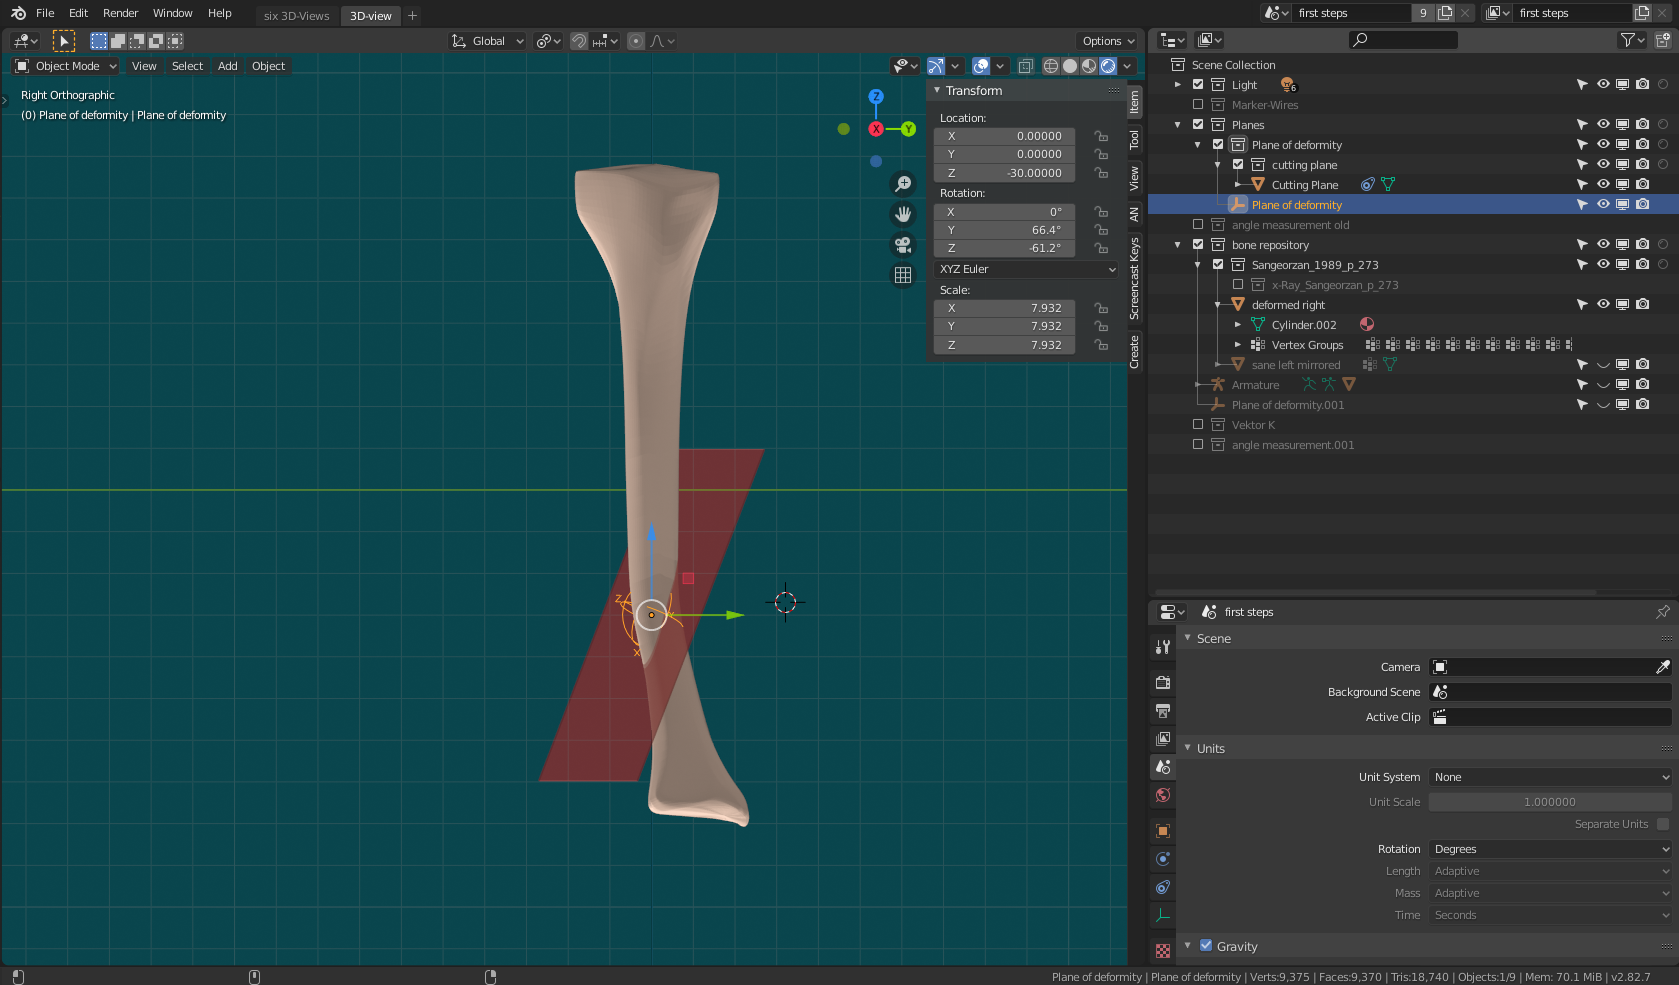 File Edit Render Window Help
six 3D-Views 3D-view +
first steps 9
first steps
Global
Options
Object Mode View Select Add Object
Right Orthographic
(0) Plane of deformity | Plane of deformity
Z
X
Y
Z
X
Transform
Location:
X 0.00000
Y 0.00000
Z -30.00000
Rotation:
X 0°
Y 66.4°
Z -61.2°
XYZ Euler
Scale:
X 7.932
Y 7.932
Z 7.932
Item
Tool
View
AN
Screencast Keys
Create
Scene Collection
Light 6
Marker-Wires
Planes
Plane of deformity
cutting plane
Cutting Plane
Plane of deformity
angle measurement old
bone repository
Sangeorzan_1989_p_273
x-Ray_Sangeorzan_p_273
deformed right
Cylinder.002
Vertex Groups
sane left mirrored
Armature
Plane of deformity.001
Vektor K
angle measurement.001
first steps
Scene
Camera
Background Scene
Active Clip
Units
Unit System None
Unit Scale 1.000000
Separate Units
Rotation Degrees
Length Adaptive
Mass Adaptive
Time Seconds
Gravity
Plane of deformity | Plane of deformity | Verts:9,375 | Faces:9,370 | Tris:18,740 | Objects:1/9 | Mem: 70.1 MiB | v2.82.7